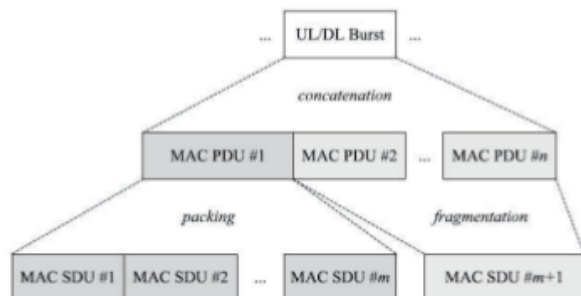 ... UL/DL Burst ...
concatenation
MAC PDU #1 MAC PDU #2 ... MAC PDU #n
packing fragmentation
MAC SDU #1 MAC SDU #2 ... MAC SDU #m MAC SDU #m+1